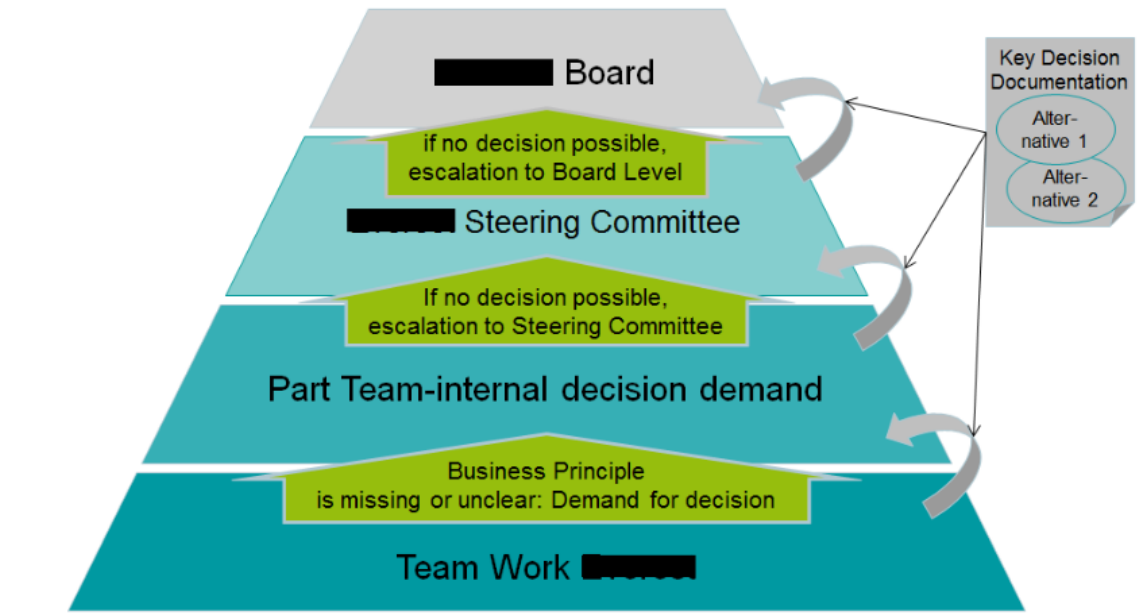 Board
if no decision possible,
escalation to Board Level
Steering Committee
If no decision possible,
escalation to Steering Committee
Part Team-internal decision demand
Business Principle
is missing or unclear: Demand for decision
Team Work
Key Decision
Documentation
Alter-
native 1
Alter-
native 2